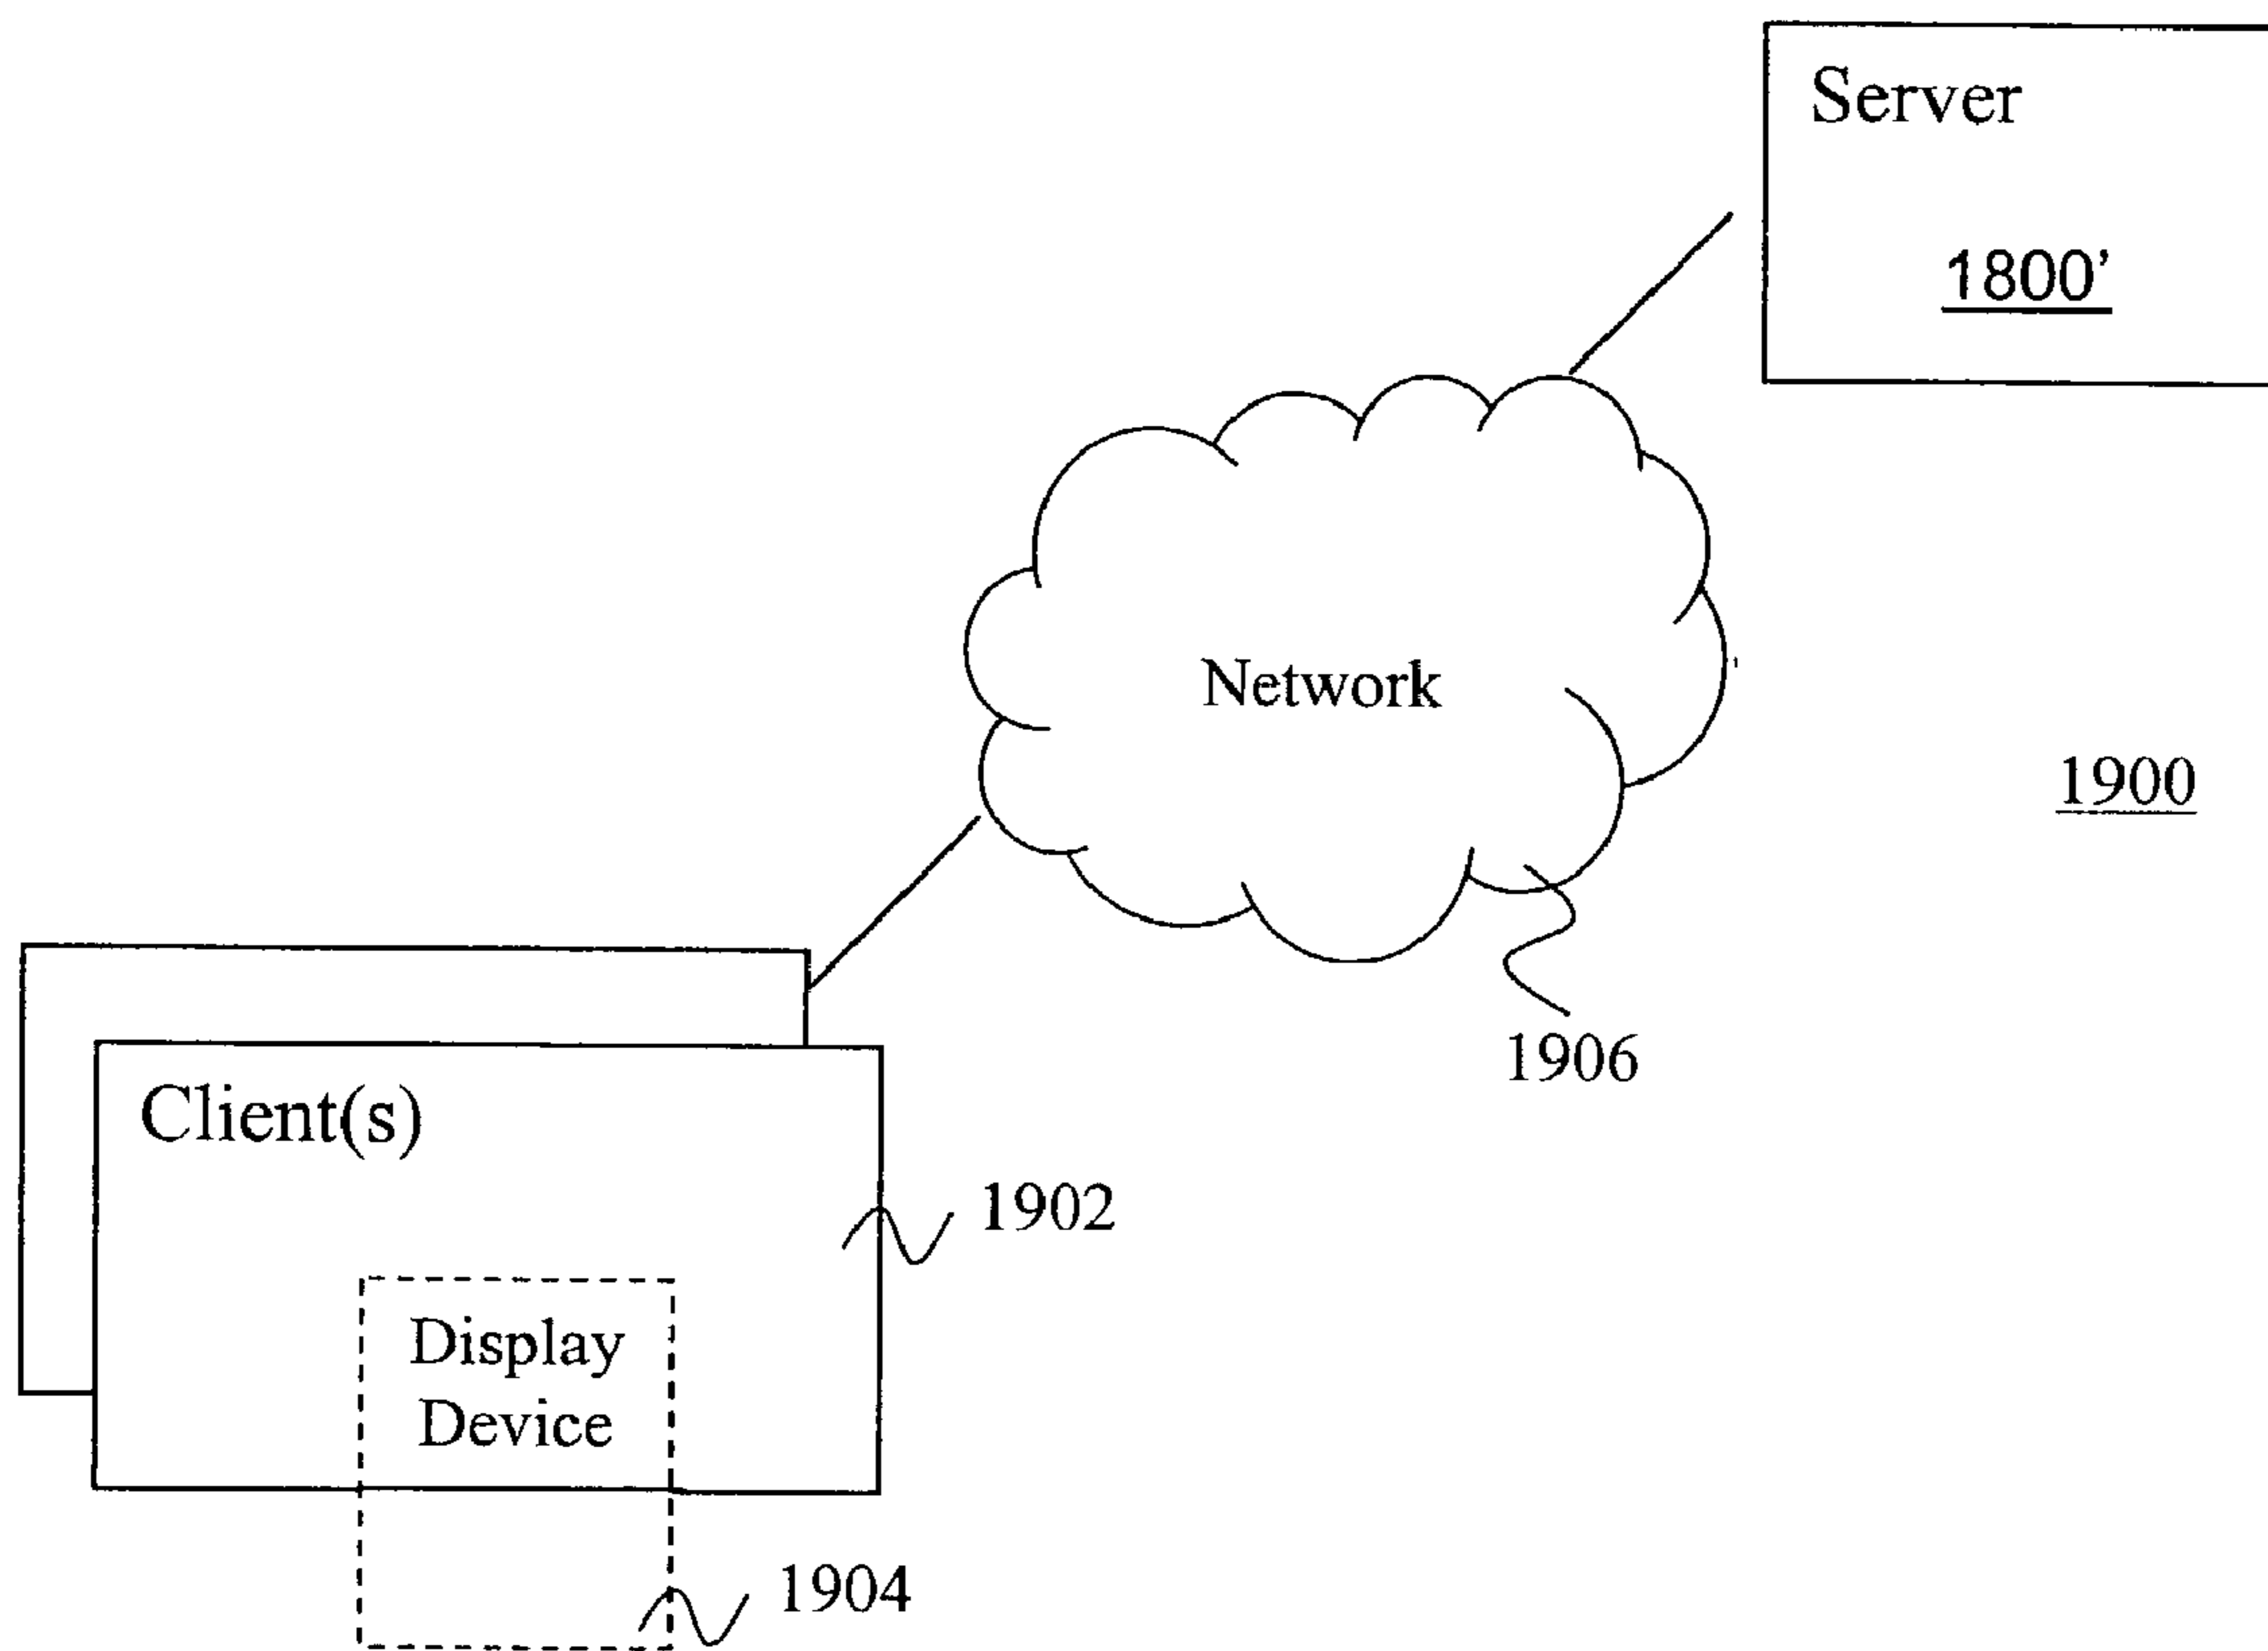 Server
1800’
Network
1900
1906
Client(s)
1902
Display
Device
1904